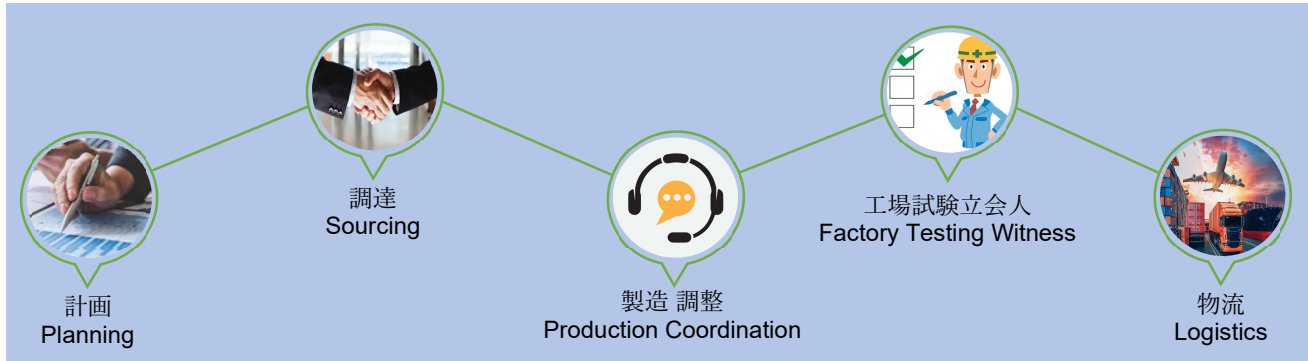 計画
Planning
調達
Sourcing
製造 調整
Production Coordination
工場試験立会人
Factory Testing Witness
物流
Logistics